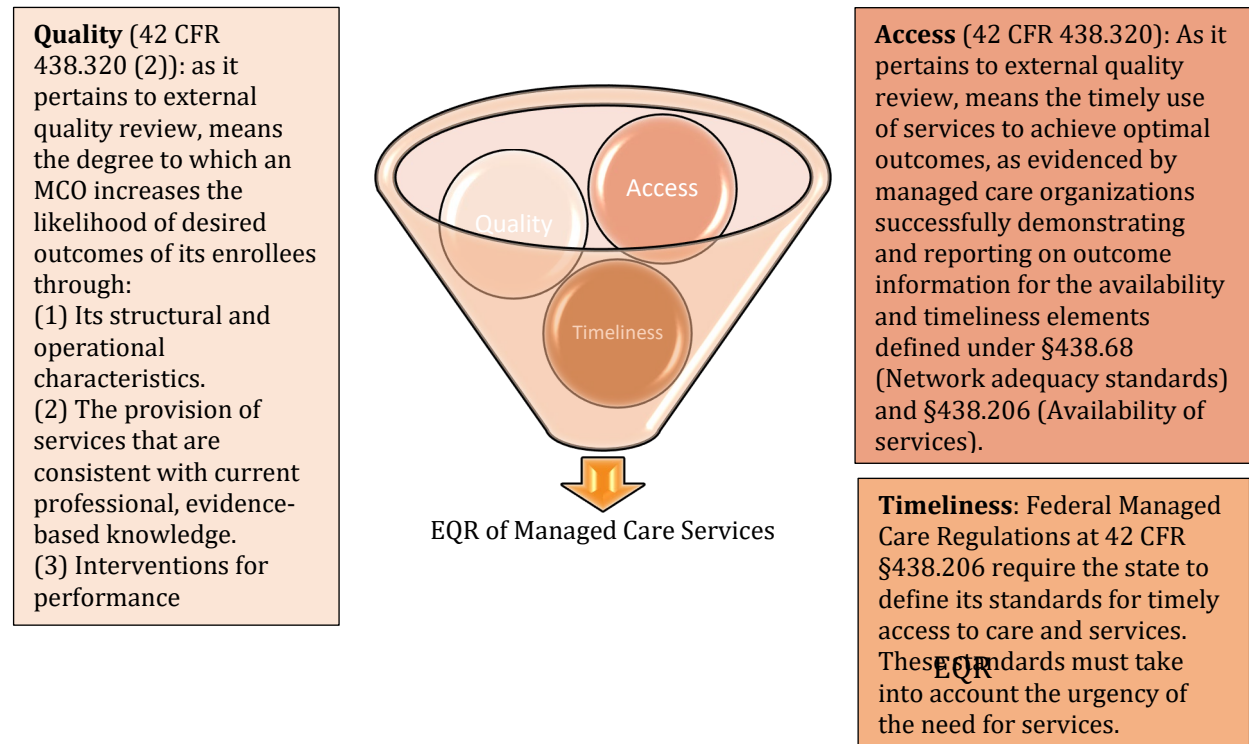 Quality (42 CFR
438.320 (2)): as it
pertains to external
quality review, means
the degree to which an
MCO increases the
likelihood of desired
outcomes of its enrollees
through:
(1) Its structural and
operational
characteristics.
(2) The provision of
services that are
consistent with current
professional, evidence-
based knowledge.
(3) Interventions for
performance
Quality
Access
Timeliness
EQR of Managed Care Services
Access (42 CFR 438.320): As it
pertains to external quality
review, means the timely use
of services to achieve optimal
outcomes, as evidenced by
managed care organizations
successfully demonstrating
and reporting on outcome
information for the availability
and timeliness elements
defined under §438.68
(Network adequacy standards)
and §438.206 (Availability of
services).
Timeliness: Federal Managed
Care Regulations at 42 CFR
§438.206 require the state to
define its standards for timely
access to care and services.
These standards must take
EQR
into account the urgency of
the need for services.